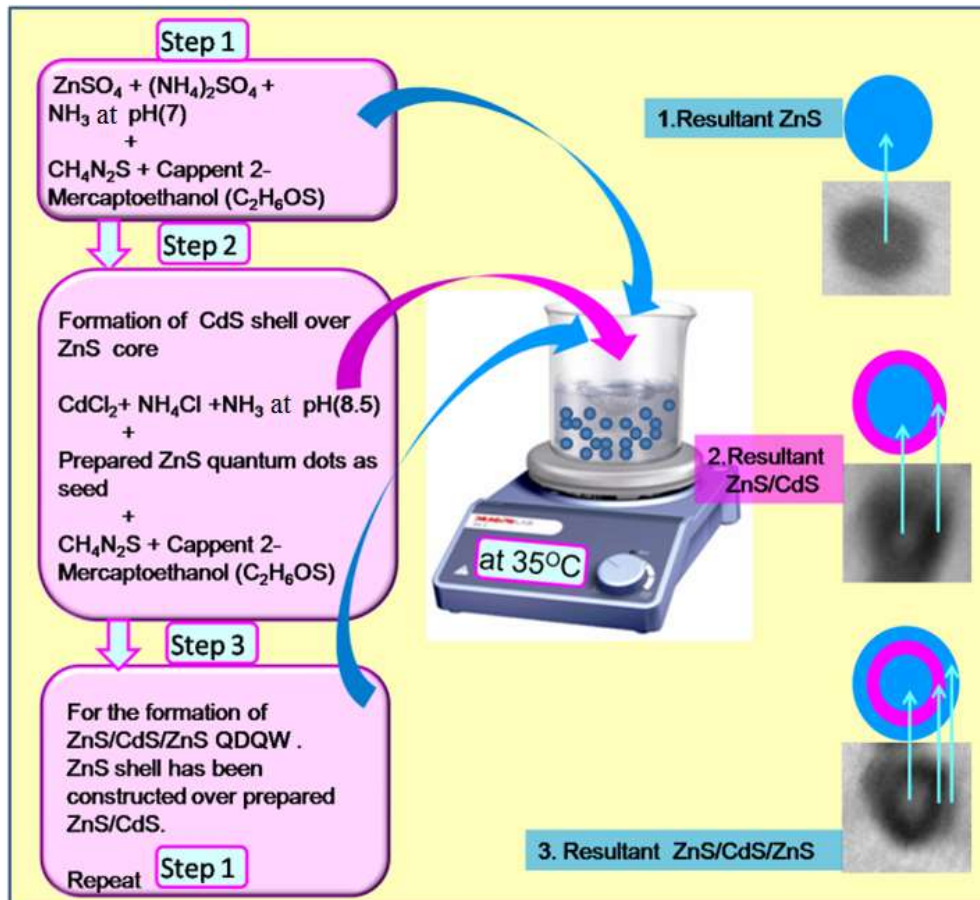 Step 1
ZnSO₄ + (NH₄)₂SO₄ +
NH₃ at pH(7)
+
CH₄N₂S + Cappent 2-
Mercaptoethanol (C₂H₆OS)
Step 2
Formation of CdS shell over
ZnS core
CdCl₂+ NH₄Cl +NH₃ at pH(8.5)
+
Prepared ZnS quantum dots as
seed
+
CH₄N₂S + Cappent 2-
Mercaptoethanol (C₂H₆OS)
Step 3
For the formation of
ZnS/CdS/ZnS QDQW .
ZnS shell has been
constructed over prepared
ZnS/CdS.
Repeat Step 1
at 35⁰C
1.Resultant ZnS
2.Resultant
ZnS/CdS
3. Resultant ZnS/CdS/ZnS